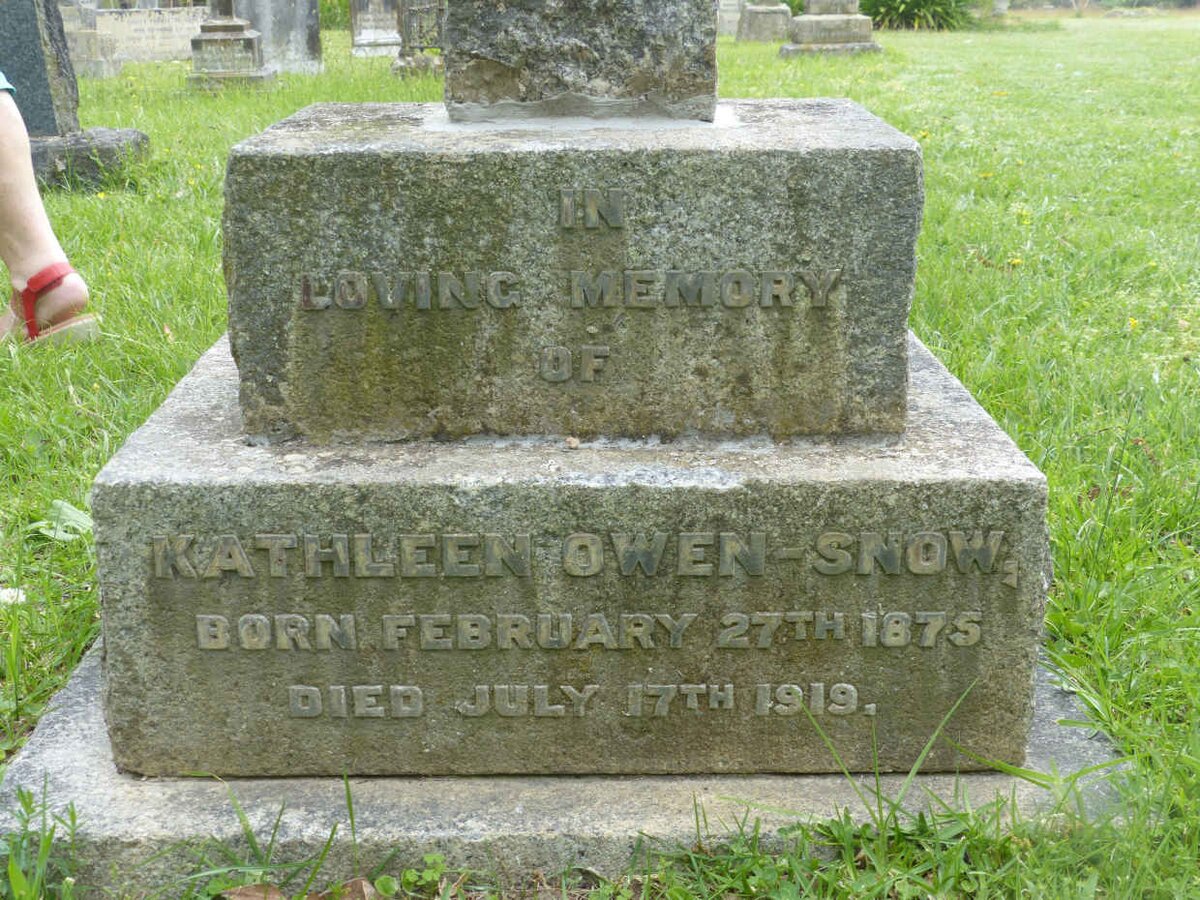 IN
LOVING MEMORY
OF
KATHLEEN OWEN-SNOW.
BORN FEBRUARY 27TH 1875
DIED JULY 17TH 1919.